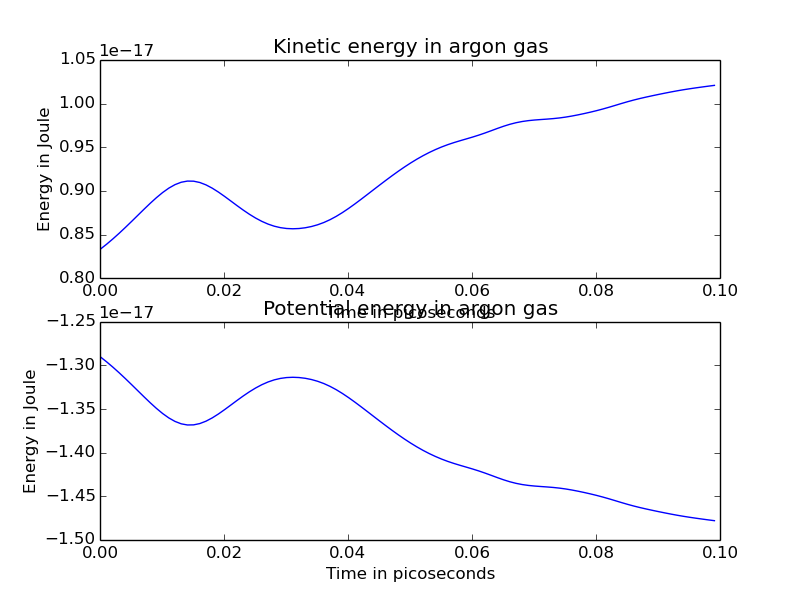 Kinetic energy in argon gas
1e−17
1.05
1.00
0.95
0.90
0.85
0.80
Energy in Joule
0.00 0.02 0.04 0.06 0.08 0.10
Time in picoseconds
Potential energy in argon gas
1e−17
−1.25
−1.30
−1.35
−1.40
−1.45
−1.50
Energy in Joule
0.00 0.02 0.04 0.06 0.08 0.10
Time in picoseconds